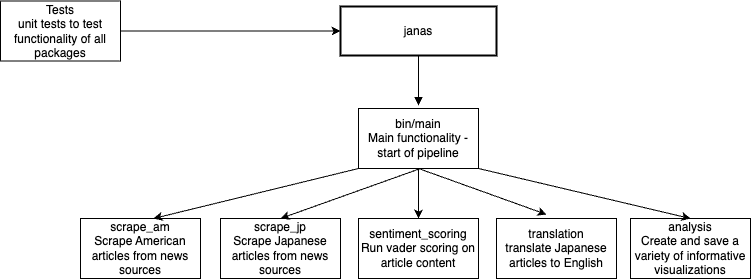 Tests
unit tests to test
functionality of all
packages
janas
bin/main
Main functionality -
start of pipeline
scrape_am
Scrape American
articles from news
sources
scrape_jp
Scrape Japanese
articles from news
sources
sentiment_scoring
Run vader scoring on
article content
translation
translate Japanese
articles to English
analysis
Create and save a
variety of informative
visualizations